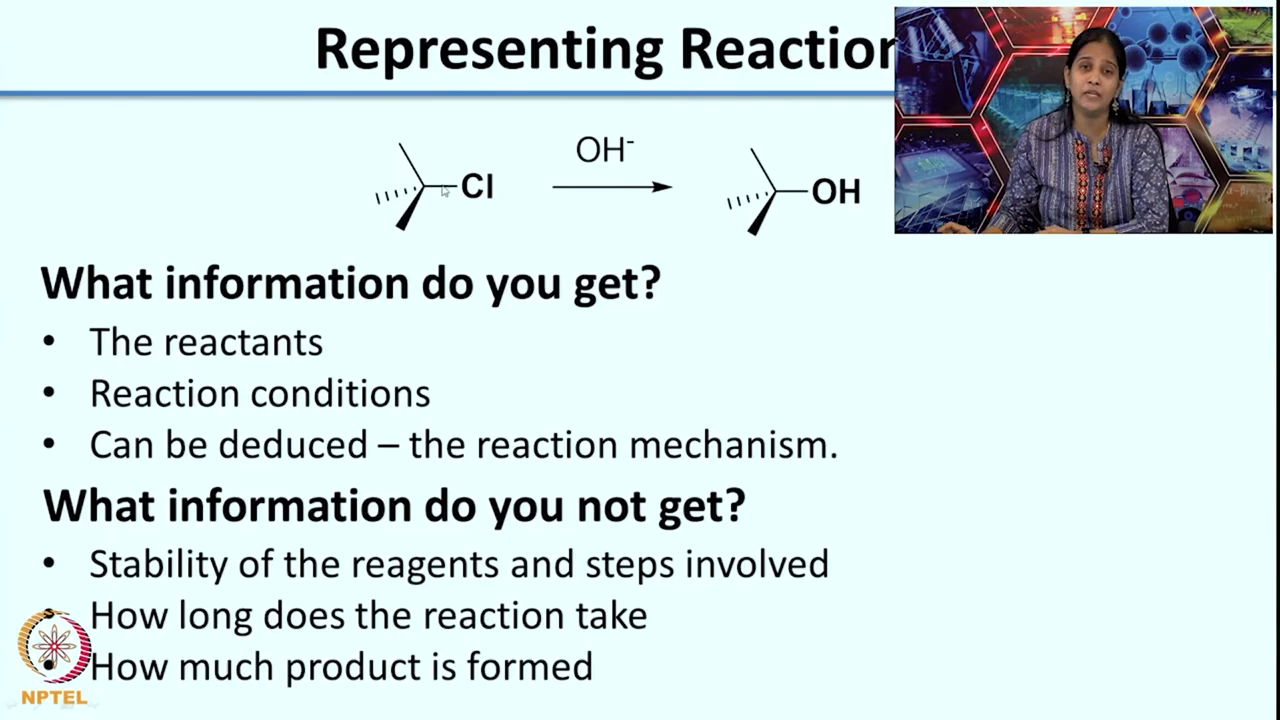 Representing Reaction
OH-
Cl
OH
What information do you get?
• The reactants
• Reaction conditions
• Can be deduced – the reaction mechanism.
What information do you not get?
• Stability of the reagents and steps involved
• How long does the reaction take
• How much product is formed
NPTEL